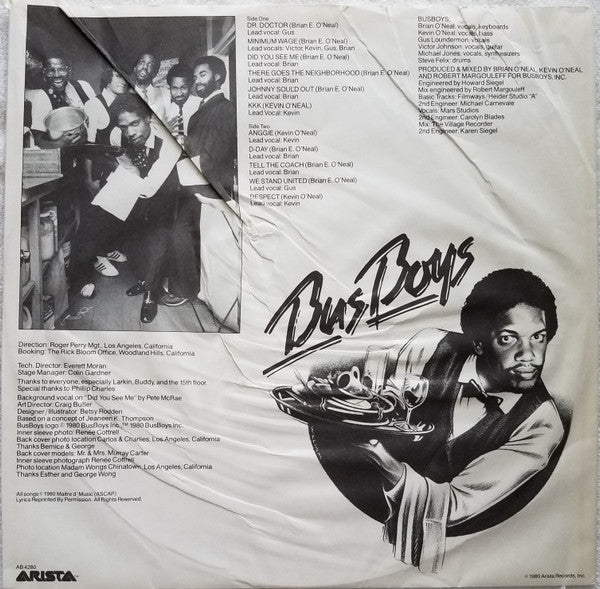 Side One
DR. DOCTOR (Brian E. O'Neal)
Lead vocal: Gus
MINIMUM WAGE (Brian E. O'Neal)
Lead vocals: Victor, Kevin, Gus, Brian
DID YOU SEE ME (Brian E. O'Neal)
Lead vocal: Brian
THERE GOES THE NEIGHBORHOOD (Brian E. O'Neal)
Lead vocal: Brian
JOHNNY SOULD OUT (Brian E. O'Neal)
Lead vocal: Brian
KKK (KEVIN O'NEAL)
Lead vocal: Kevin
Side Two
ANGGIE (Kevin O'Neal)
Lead vocal: Kevin
D-DAY (Brian E. O'Neal)
Lead vocal: Brian
TELL THE COACH (Brian E. O'Neal)
Lead vocal: Brian
WE STAND UNITED (Brian E. O'Neal)
Lead vocal: Gus
RESPECT (Kevin O'Neal)
Lead vocal: Kevin
BUSBOYS,
Brian O'Neal: vocals, keyboards
Kevin O'Neal: vocals, bass
Gus Loundermon: vocals
Victor Johnson: vocals, guitar
Michael Jones: vocals, synthesizers
Steve Felix: drums
PRODUCED & MIXED BY BRIAN O'NEAL, KEVIN O'NEAL
AND ROBERT MARGOULEFF FOR BUSBOYS, INC.
Engineered by Howard Siegel
Mix engineered by Robert Margouleff
Basic Tracks: Filmways/Heider Studio "A"
2nd Engineer: Michael Carnevale
Vocals: Mars Studios
2nd Engineer: Carolyn Blades
Mix: The Village Recorder
2nd Engineer: Karen Siegel
BusBoys
Direction: Roger Perry Mgt., Los Angeles, California
Booking: The Rick Bloom Office, Woodland Hills, California
Tech. Director: Everett Moran
Stage Manager: Colin Gardner
Thanks to everyone, especially Larkin, Buddy, and the 15th floor.
Special thanks to Phillip Charles
Background vocal on "Did You See Me" by Pete McRae
Art Director: Craig Butler
Designer / Illustrator: Betsy Rodden
Based on a concept of Jeaneen K. Thompson
BusBoys logo © 1980 BusBoys Inc., ™ 1980 BusBoys Inc.
Inner sleeve photo: Renée Cottrell
Back cover photo location Carlos & Charlies, Los Angeles, California
Thanks Bernice & George
Back cover models: Mr. & Mrs. Murray Carter
Inner sleeve photograph Renée Cottrell
Photo location Madam Wongs Chinatown, Los Angeles, California
Thanks Esther and George Wong
All songs © 1980 Maitre d' Music (ASCAP)
Lyrics Reprinted By Permission. All Rights Reserved.
AB 4280
ARISTA™
© 1980 Arista Records, Inc.